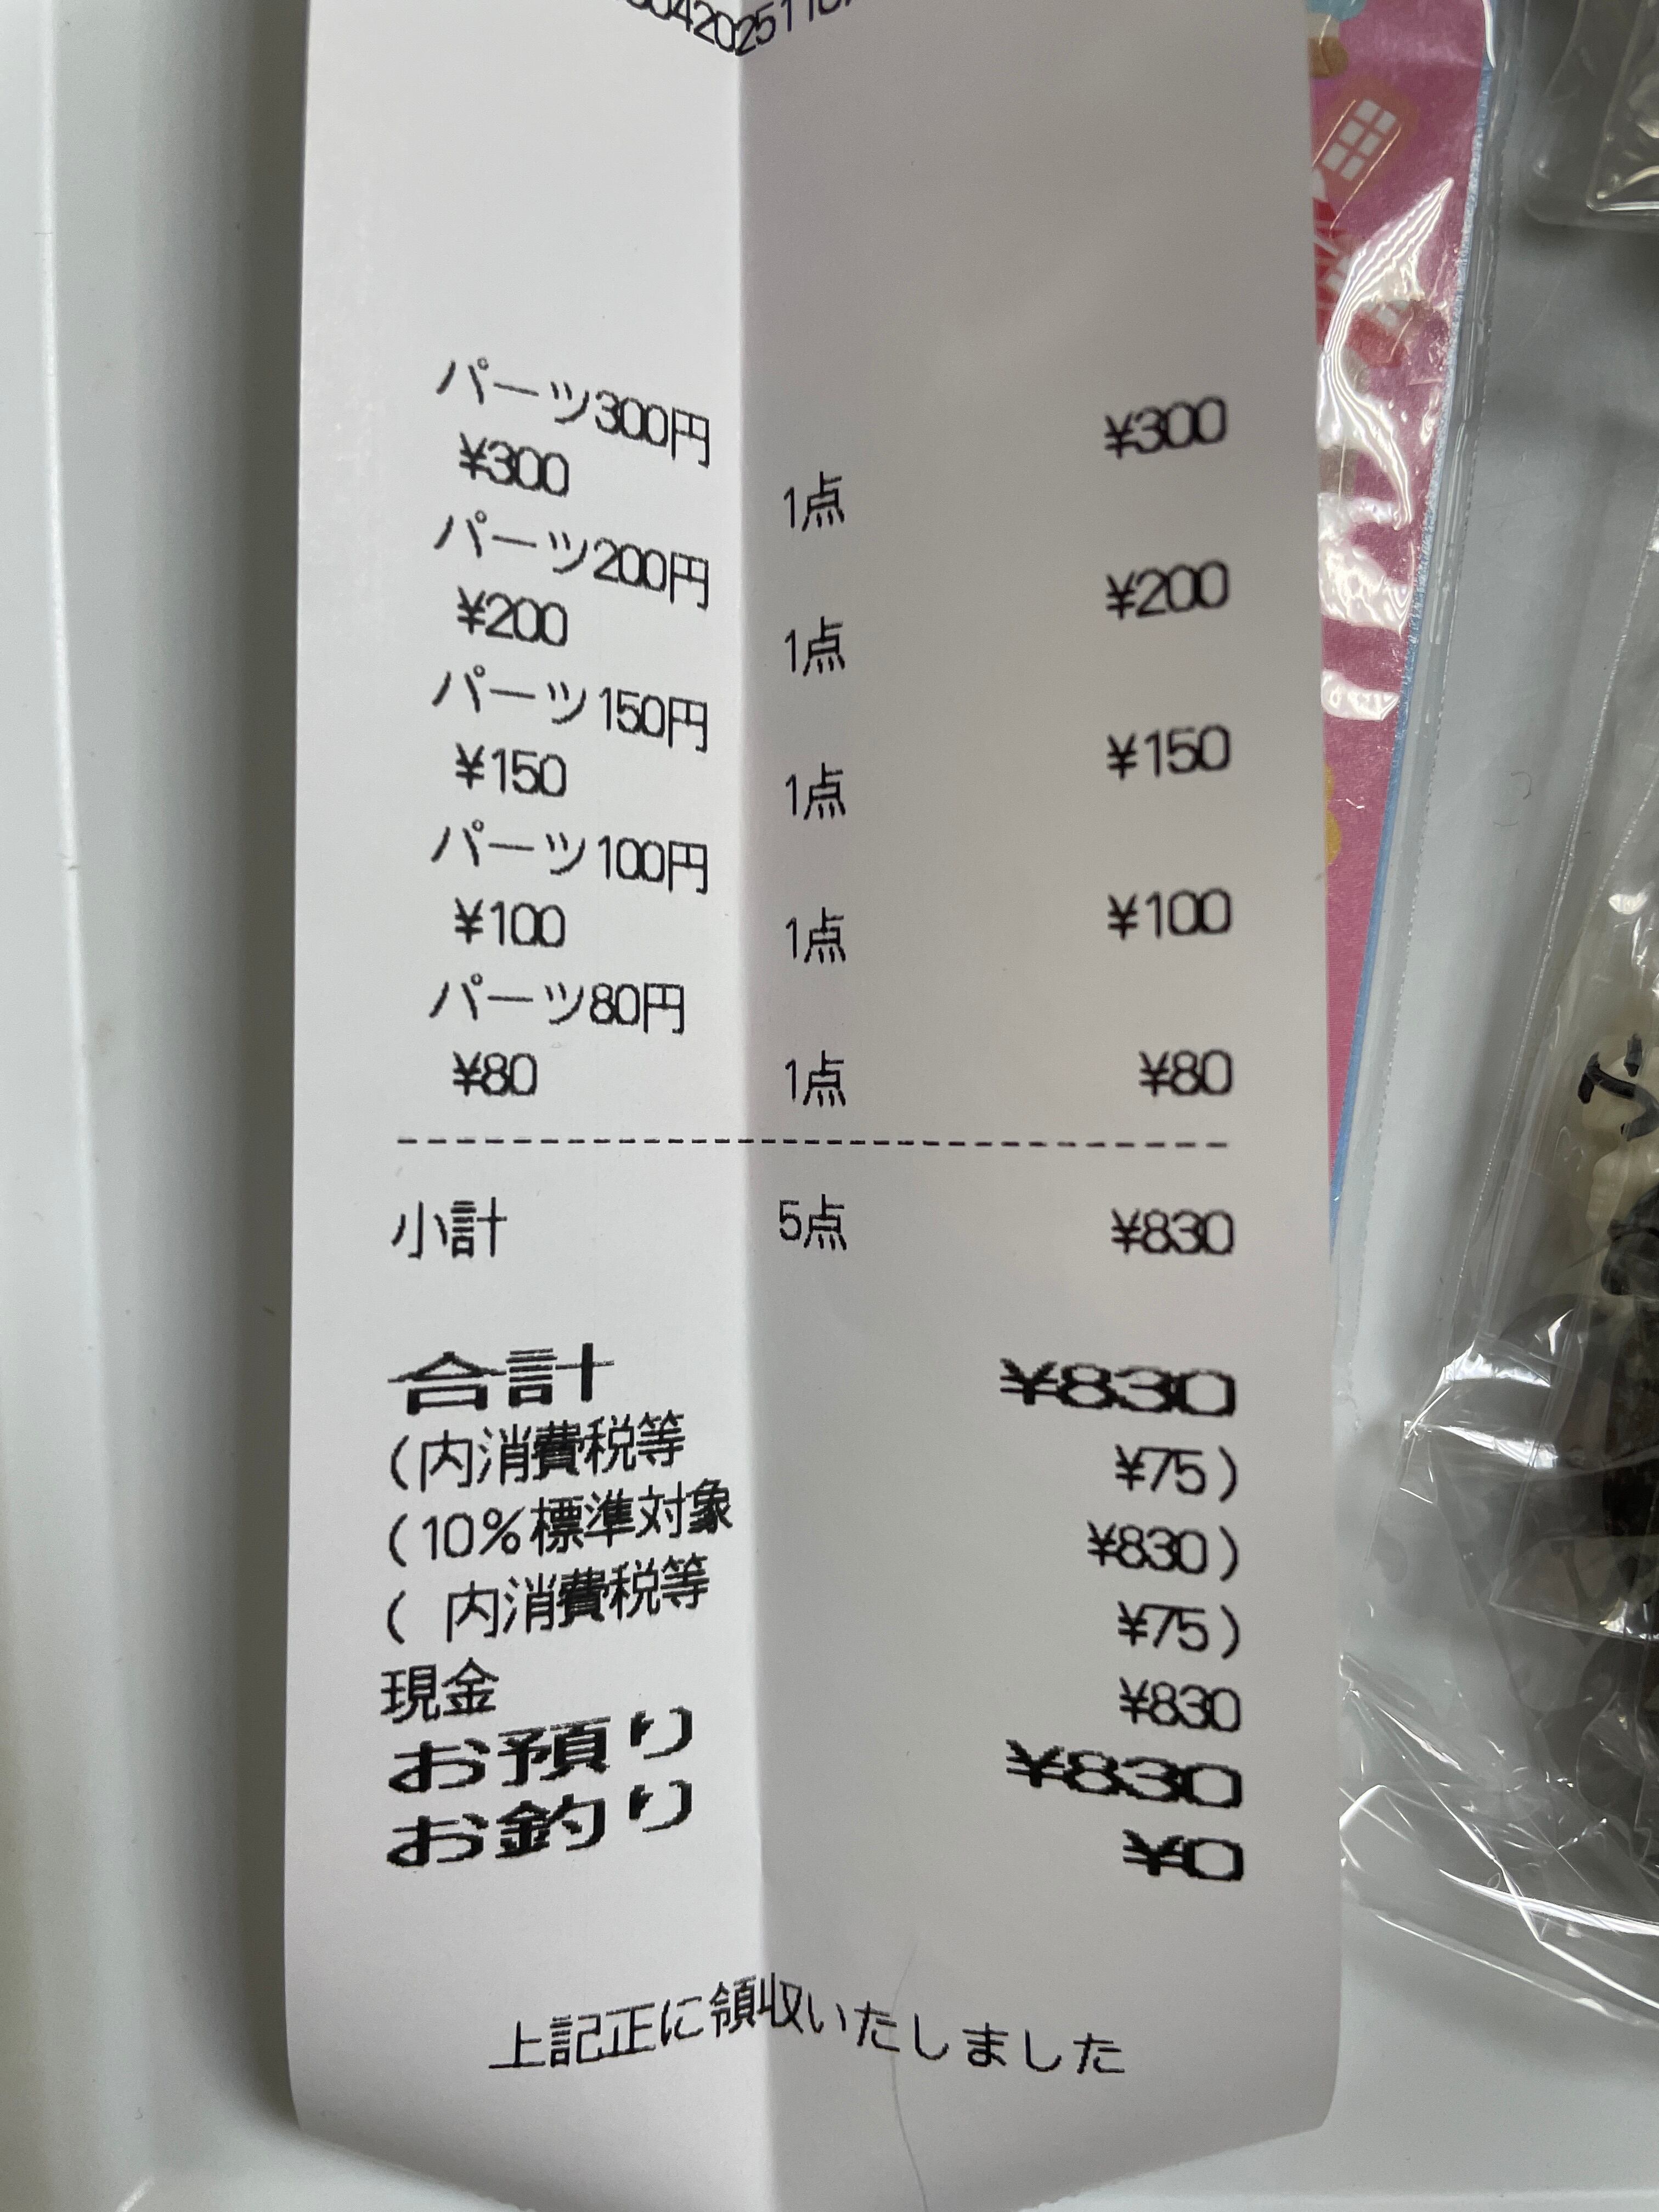 パーツ300円 ¥300
¥300 1点
パーツ200円 ¥200
¥200 1点
パーツ150円 ¥150
¥150 1点
パーツ100円 ¥100
¥100 1点
パーツ80円
¥80 1点 ¥80
小計 5点 ¥830
合計 ¥830
(内消費税等 ¥75)
(10%標準対象 ¥830)
( 内消費税等 ¥75)
現金 ¥830
お預り ¥830
お釣り ¥0
上記正に領収いたしました